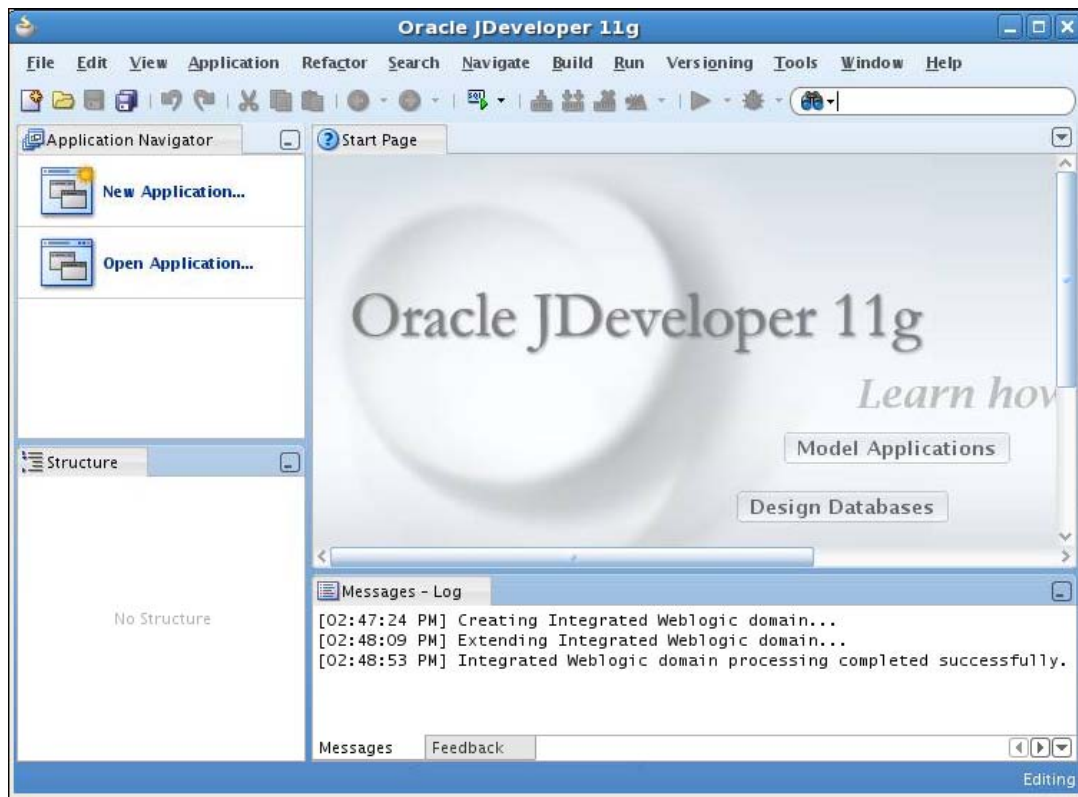 Oracle JDeveloper 11g
File Edit View Application Refactor Search Navigate Build Run Versioning Tools Window Help
SQL
Application Navigator
New Application...
Open Application...
Structure
No Structure
Start Page
Oracle JDeveloper 11g
Learn how
Model Applications
Design Databases
Messages - Log
[02:47:24 PM] Creating Integrated Weblogic domain...
[02:48:09 PM] Extending Integrated Weblogic domain...
[02:48:53 PM] Integrated Weblogic domain processing completed successfully.
Messages Feedback
Editing